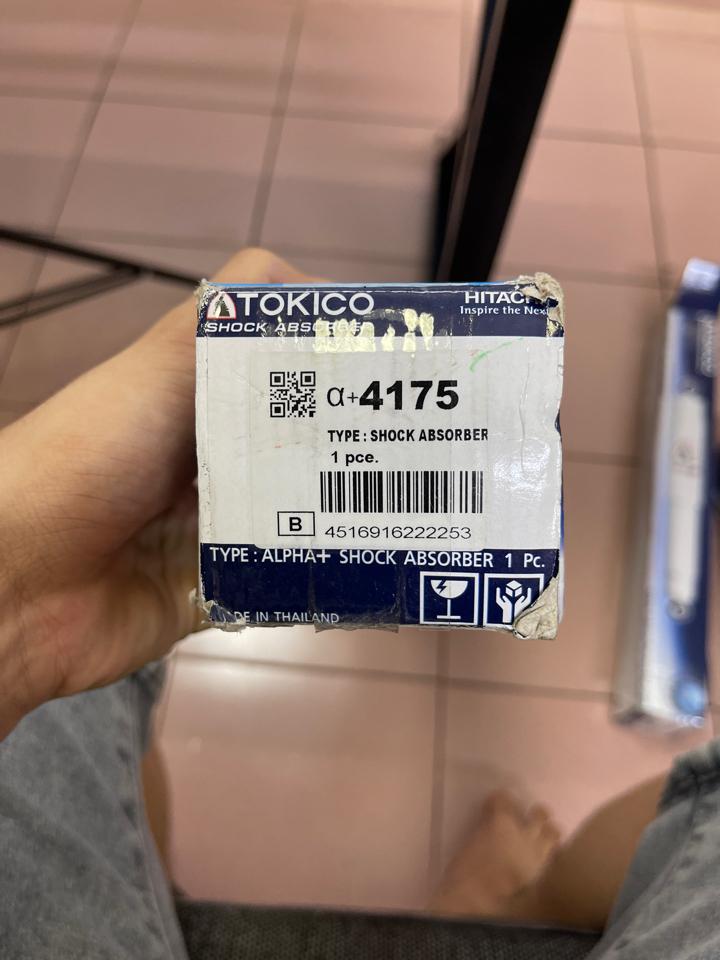 TOKICO
HITACHI
SHOCK ABSORBER
Inspire the Next
α+4175
TYPE : SHOCK ABSORBER
1 pce.
B
4516916222253
TYPE : ALPHA+ SHOCK ABSORBER 1 Pc.
MADE IN THAILAND